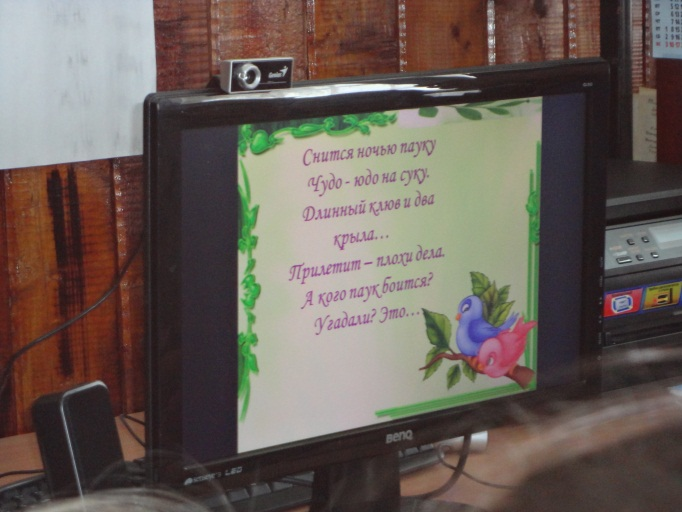 Genius
Снится ночью пауку
Чудо - юдо на суку.
Длинный клюв и два
крыла...
Прилетит – плохи дела.
А кого паук боится?
Угадали? Это...
BenQ
LED